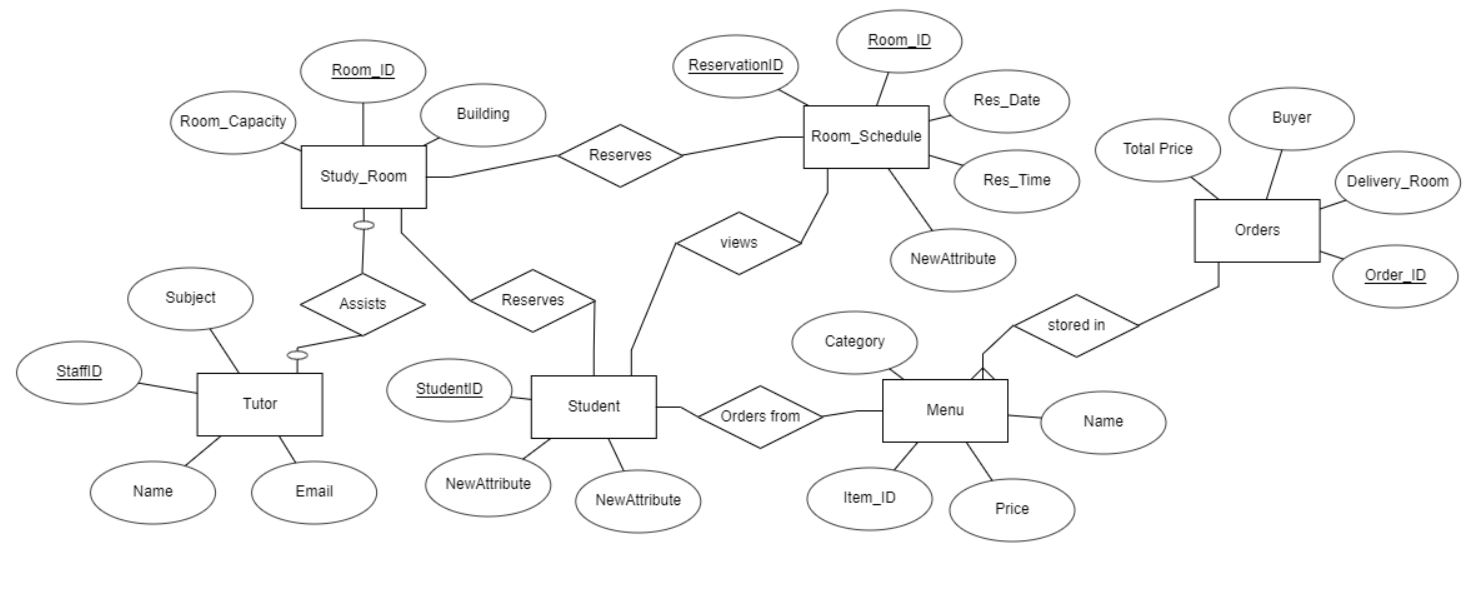 Room_ID
Room_Capacity
Building
Study_Room
Reserves
ReservationID
Room_ID
Res_Date
Room_Schedule
Res_Time
NewAttribute
views
Total Price
Buyer
Delivery_Room
Orders
Order_ID
stored in
Subject
Assists
Reserves
StaffID
Tutor
Name
Email
StudentID
Student
NewAttribute
NewAttribute
Orders from
Category
Menu
Name
Item_ID
Price